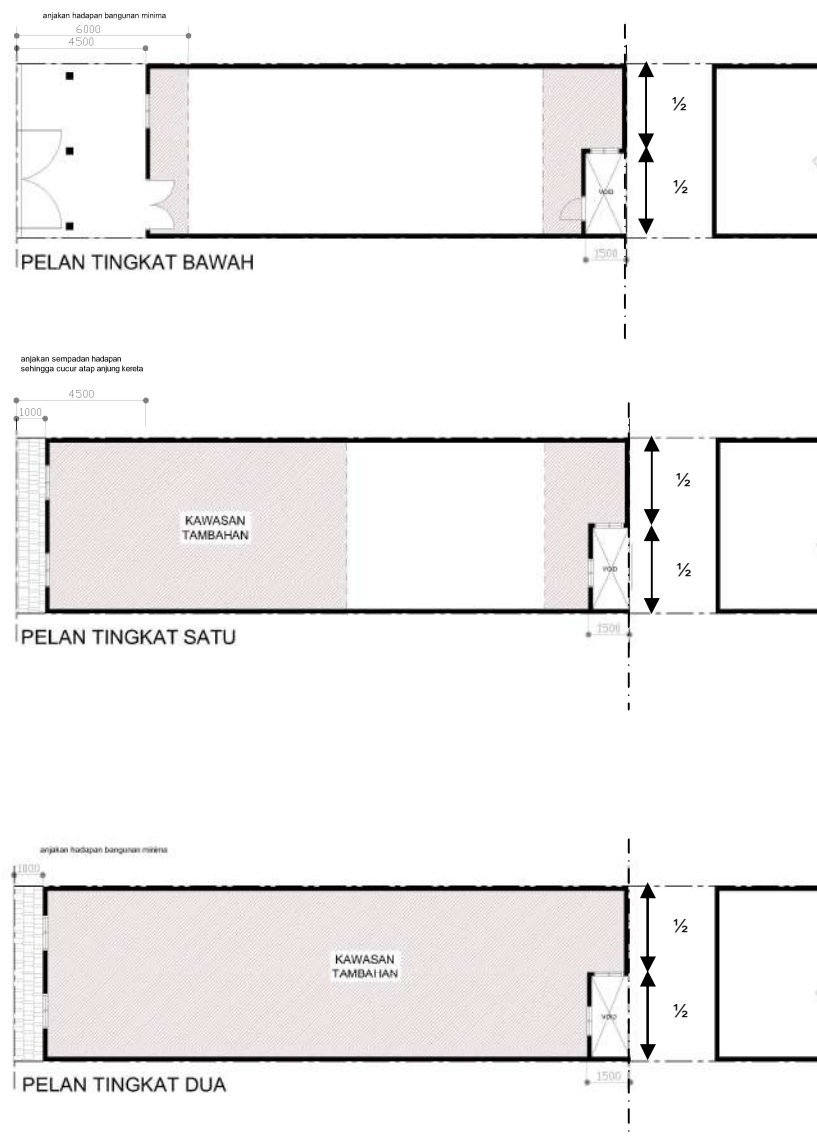 anjakan hadapan bangunan minima
6000
4500
½
½
VOID
1500
PELAN TINGKAT BAWAH
anjakan sempadan hadapan
sehingga cucur atap anjung kereta
4500
1000
½
KAWASAN
TAMBAHAN
½
VOID
1500
PELAN TINGKAT SATU
anjakan hadapan bangunan minima
1000
½
KAWASAN
TAMBAHAN
½
VOID
1500
PELAN TINGKAT DUA